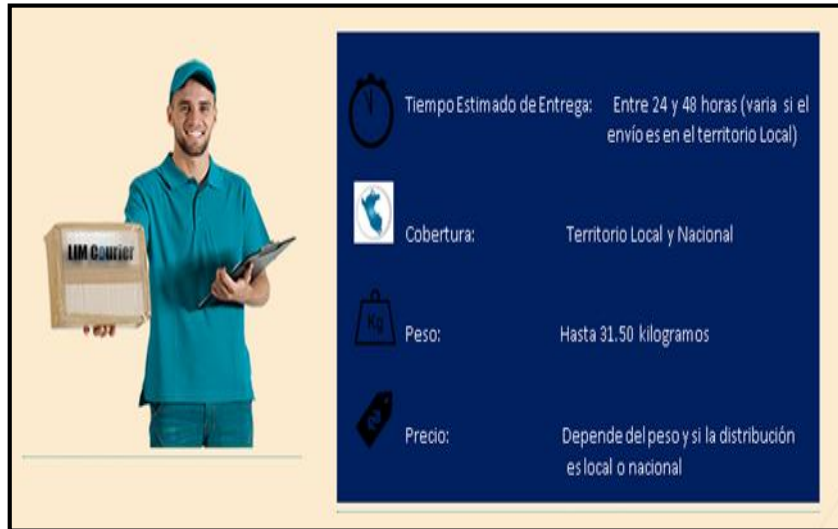 LIM Courier
Tiempo Estimado de Entrega: Entre 24 y 48 horas (varia si el
envío es en el territorio Local)
Cobertura: Territorio Local y Nacional
Kg
Peso: Hasta 31.50 kilogramos
Precio: Depende del peso y si la distribución
es local o nacional